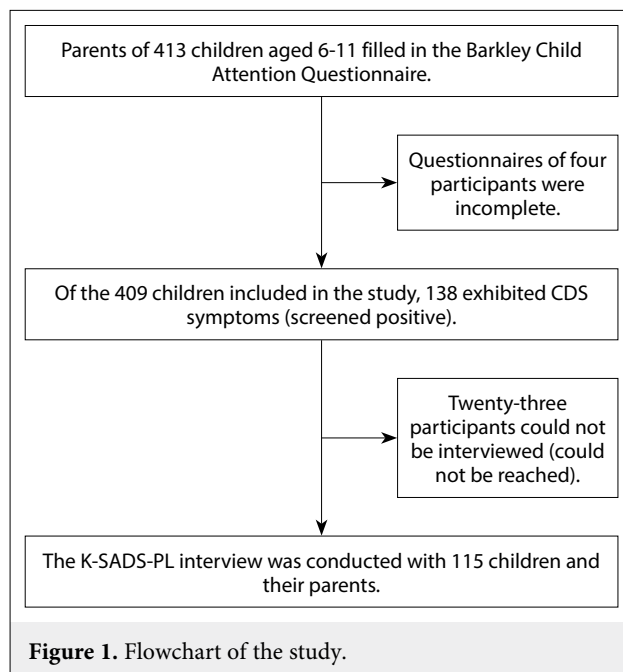 Parents of 413 children aged 6-11 filled in the Barkley Child
Attention Questionnaire.
Questionnaires of four
participants were
incomplete.
Of the 409 children included in the study, 138 exhibited CDS
symptoms (screened positive).
Twenty-three
participants could not
be interviewed (could
not be reached).
The K-SADS-PL interview was conducted with 115 children and
their parents.
Figure 1. Flowchart of the study.